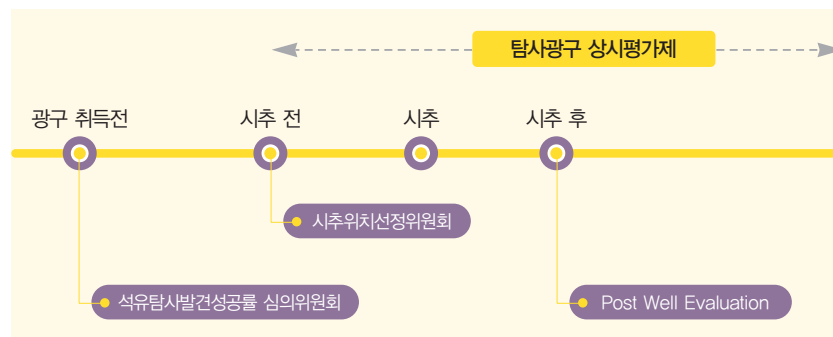 탐사광구 상시평가제
광구 취득전
시추 전
시추
시추 후
시추위치선정위원회
석유탐사발견성공률 심의위원회
Post Well Evaluation